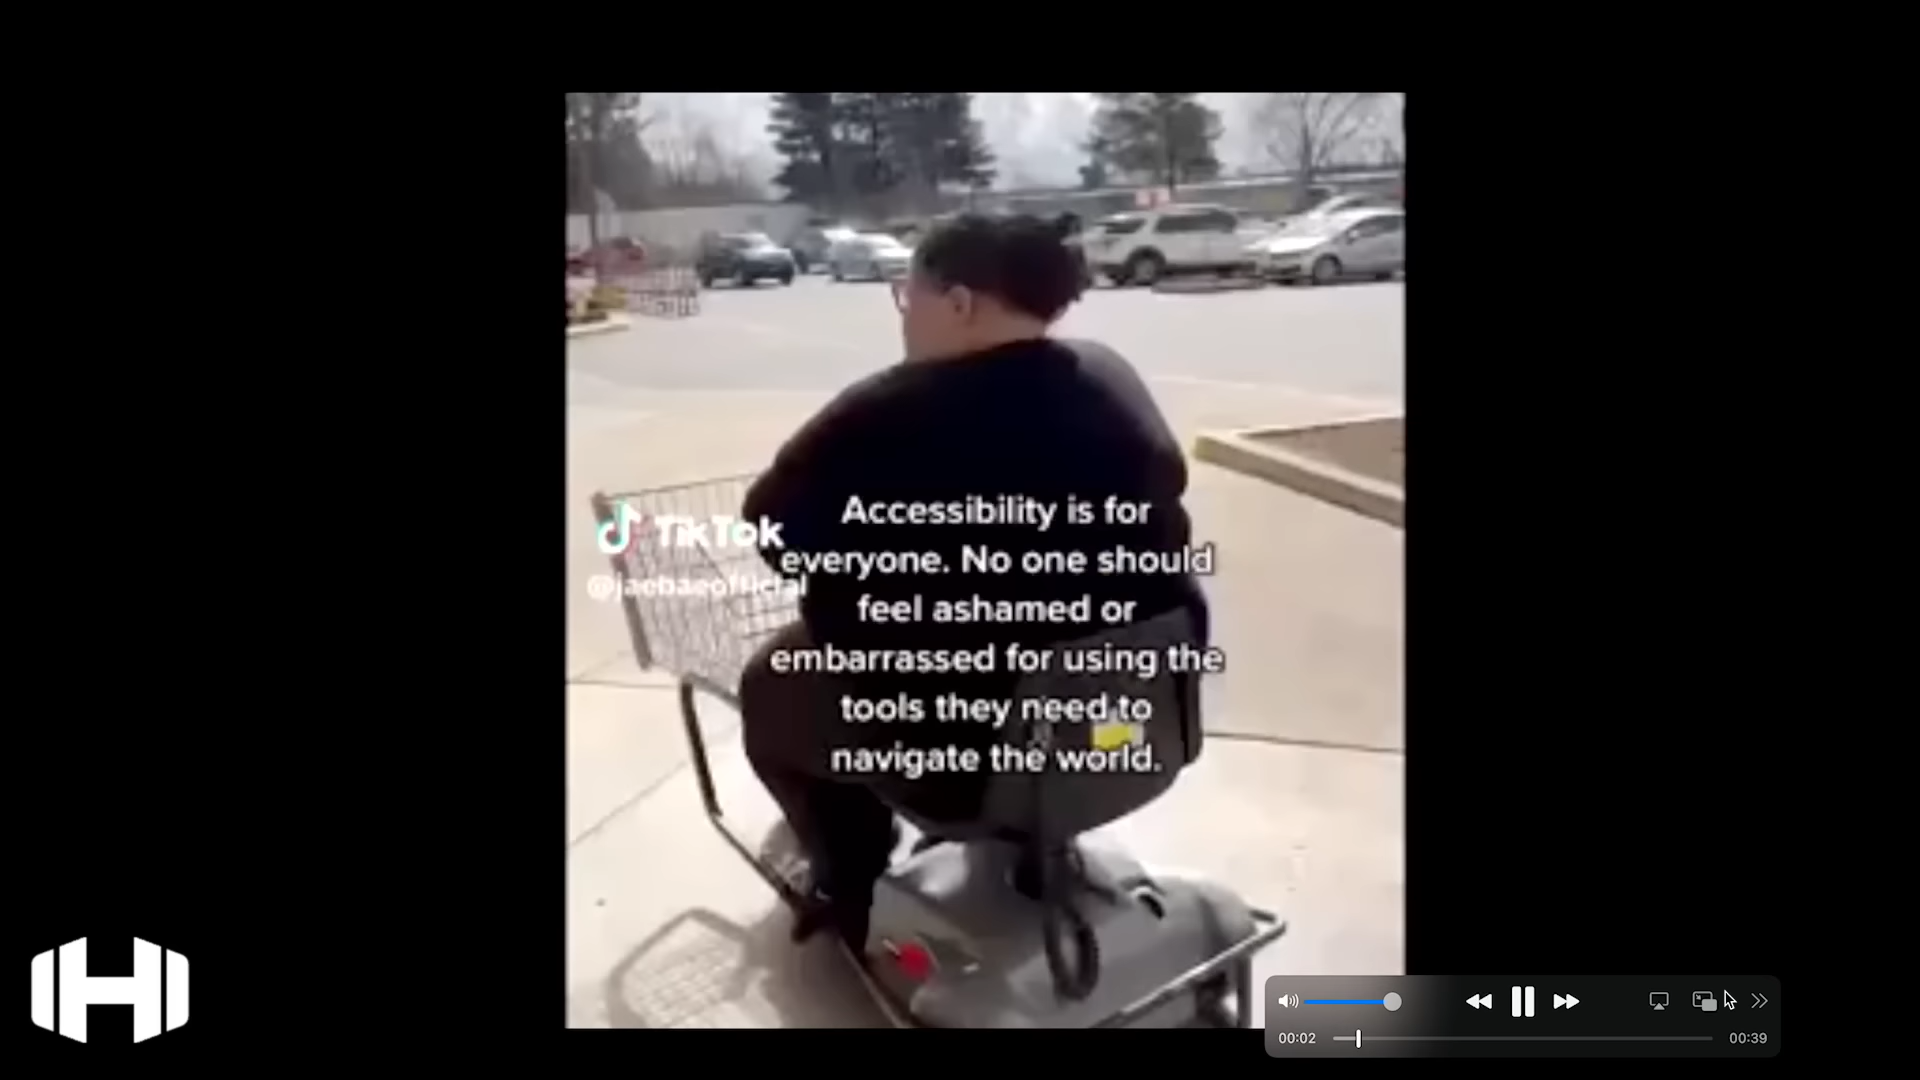 Accessibility is for
everyone. No one should
feel ashamed or
embarrassed for using the
tools they need to
navigate the world.
TikTok
@jaebaeofficial
H
00:02
00:39